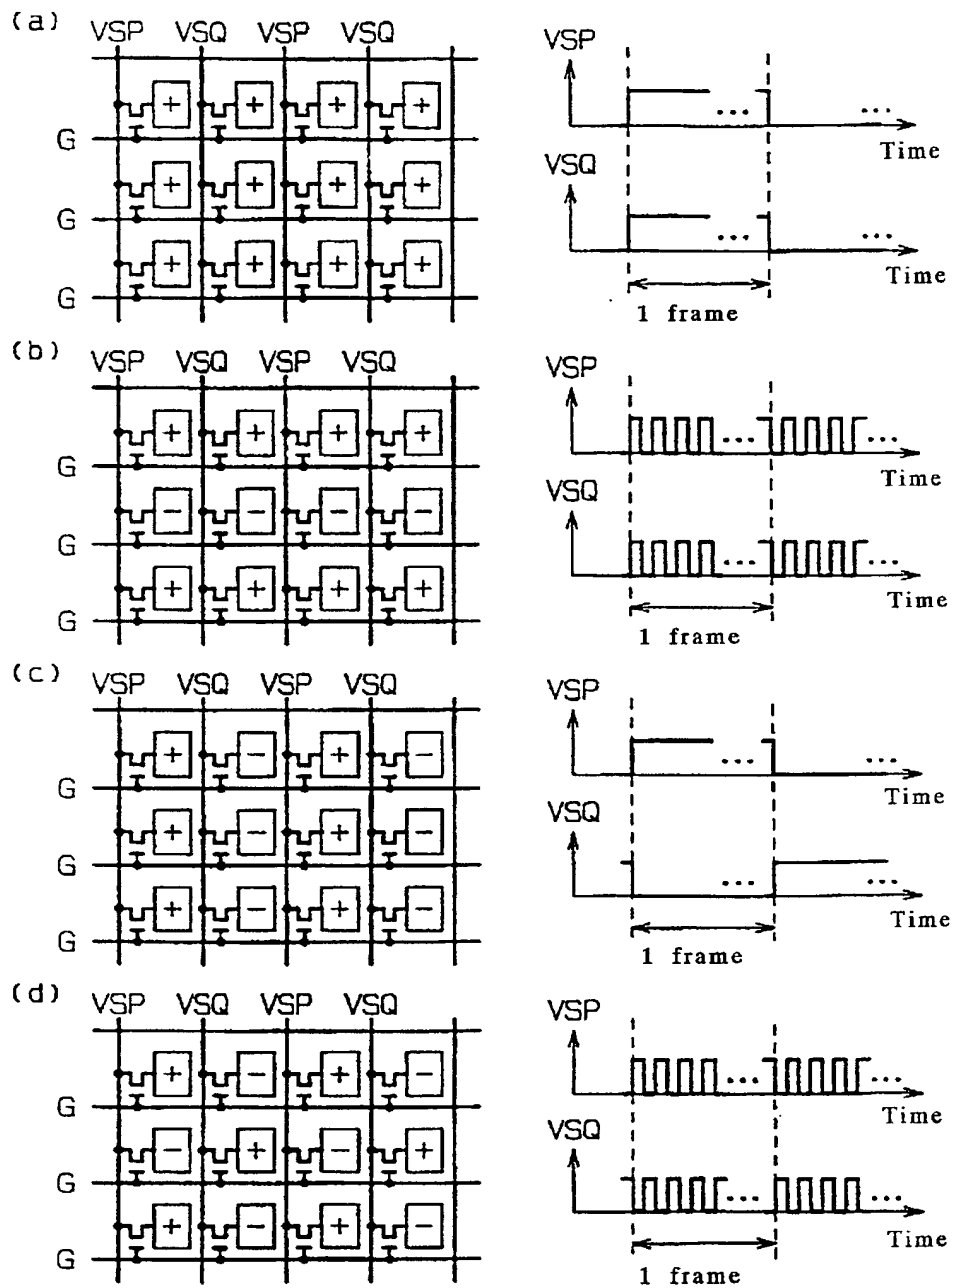 (a)
VSP VSQ VSP VSQ
+ + + +
G
+ + + +
G
+ + + +
G
VSP
...
...
Time
VSQ
...
...
Time
1 frame
(b)
VSP VSQ VSP VSQ
+ + + +
G
− − − −
G
+ + + +
G
VSP
...
...
Time
VSQ
...
...
Time
1 frame
(c)
VSP VSQ VSP VSQ
+ − + −
G
+ − + −
G
+ − + −
G
VSP
...
...
Time
VSQ
...
...
Time
1 frame
(d)
VSP VSQ VSP VSQ
+ − + −
G
− + − +
G
+ − + −
G
VSP
...
...
Time
VSQ
...
...
Time
1 frame